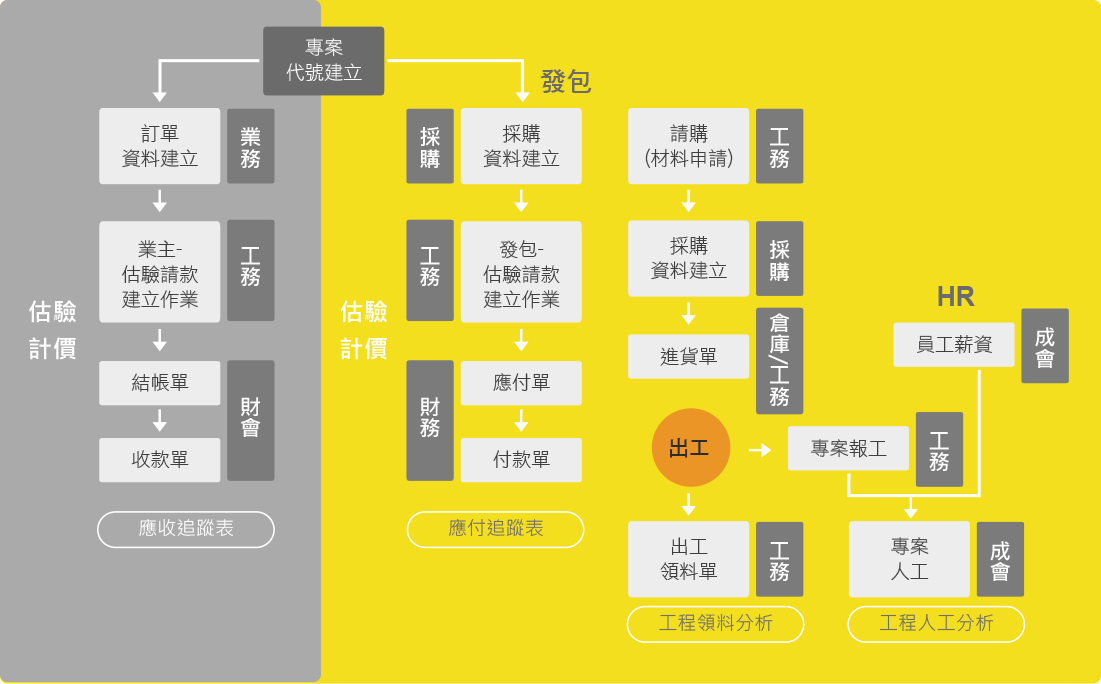 專案
代號建立
發包
訂單
資料建立
業務
業主-
估驗請款
建立作業
工務
估驗
計價
結帳單
收款單
財會
應收追蹤表
採購
採購
資料建立
工務
發包-
估驗請款
建立作業
估驗
計價
財務
應付單
付款單
應付追蹤表
請購
(材料申請)
工務
採購
資料建立
採購
進貨單
倉庫/工務
出工
出工
領料單
工務
工程領料分析
HR
員工薪資
成會
專案報工
工務
專案
人工
成會
工程人工分析